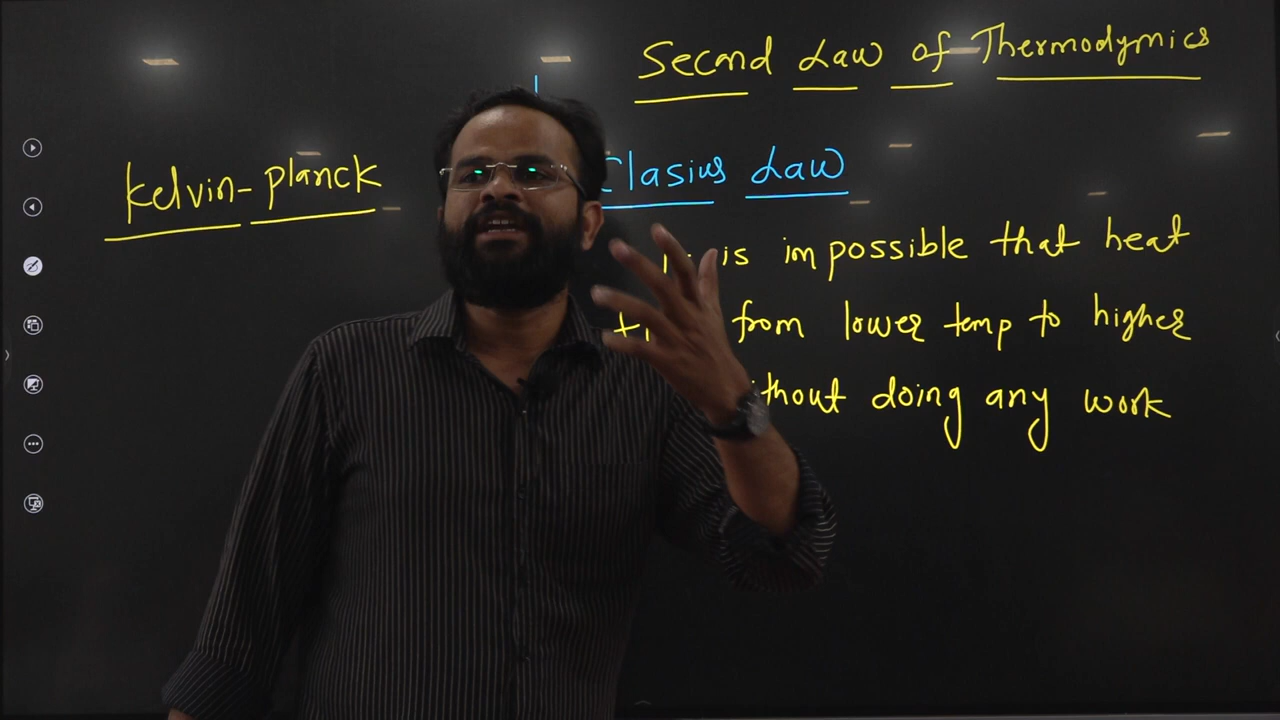 Second Law of Thermodymics
Kelvin-planck
Clasius Law
is impossible that heat
from lower temp to higher
doing any work